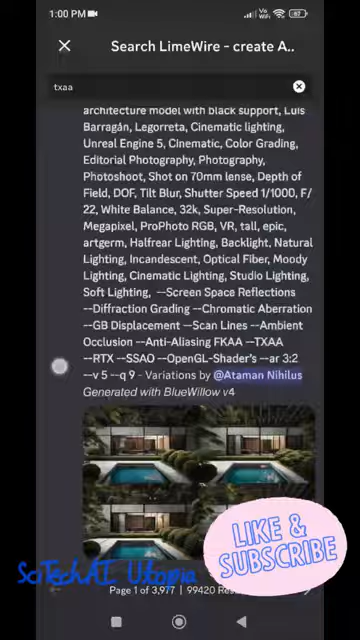 1:00 PM
Vo
WiFi
67
Search LimeWire - create A..
txaa
architecture model with black support, Luis
Barragán, Legorreta, Cinematic lighting,
Unreal Engine 5, Cinematic, Color Grading,
Editorial Photography, Photography,
Photoshoot, Shot on 70mm lense, Depth of
Field, DOF, Tilt Blur, Shutter Speed 1/1000, F/
22, White Balance, 32k, Super-Resolution,
Megapixel, ProPhoto RGB, VR, tall, epic,
artgerm, Halfrear Lighting, Backlight, Natural
Lighting, Incandescent, Optical Fiber, Moody
Lighting, Cinematic Lighting, Studio Lighting,
Soft Lighting, --Screen Space Reflections
--Diffraction Grading --Chromatic Aberration
--GB Displacement --Scan Lines --Ambient
Occlusion --Anti-Aliasing FKAA --TXAA
--RTX --SSAO --OpenGL-Shader's --ar 3:2
--v 5 --q 9 - Variations by @Ataman Nihilus
Generated with BlueWillow v4
LIKE &
SUBSCRIBE
SciTechAI Utopia
Page 1 of 3,977 | 99420